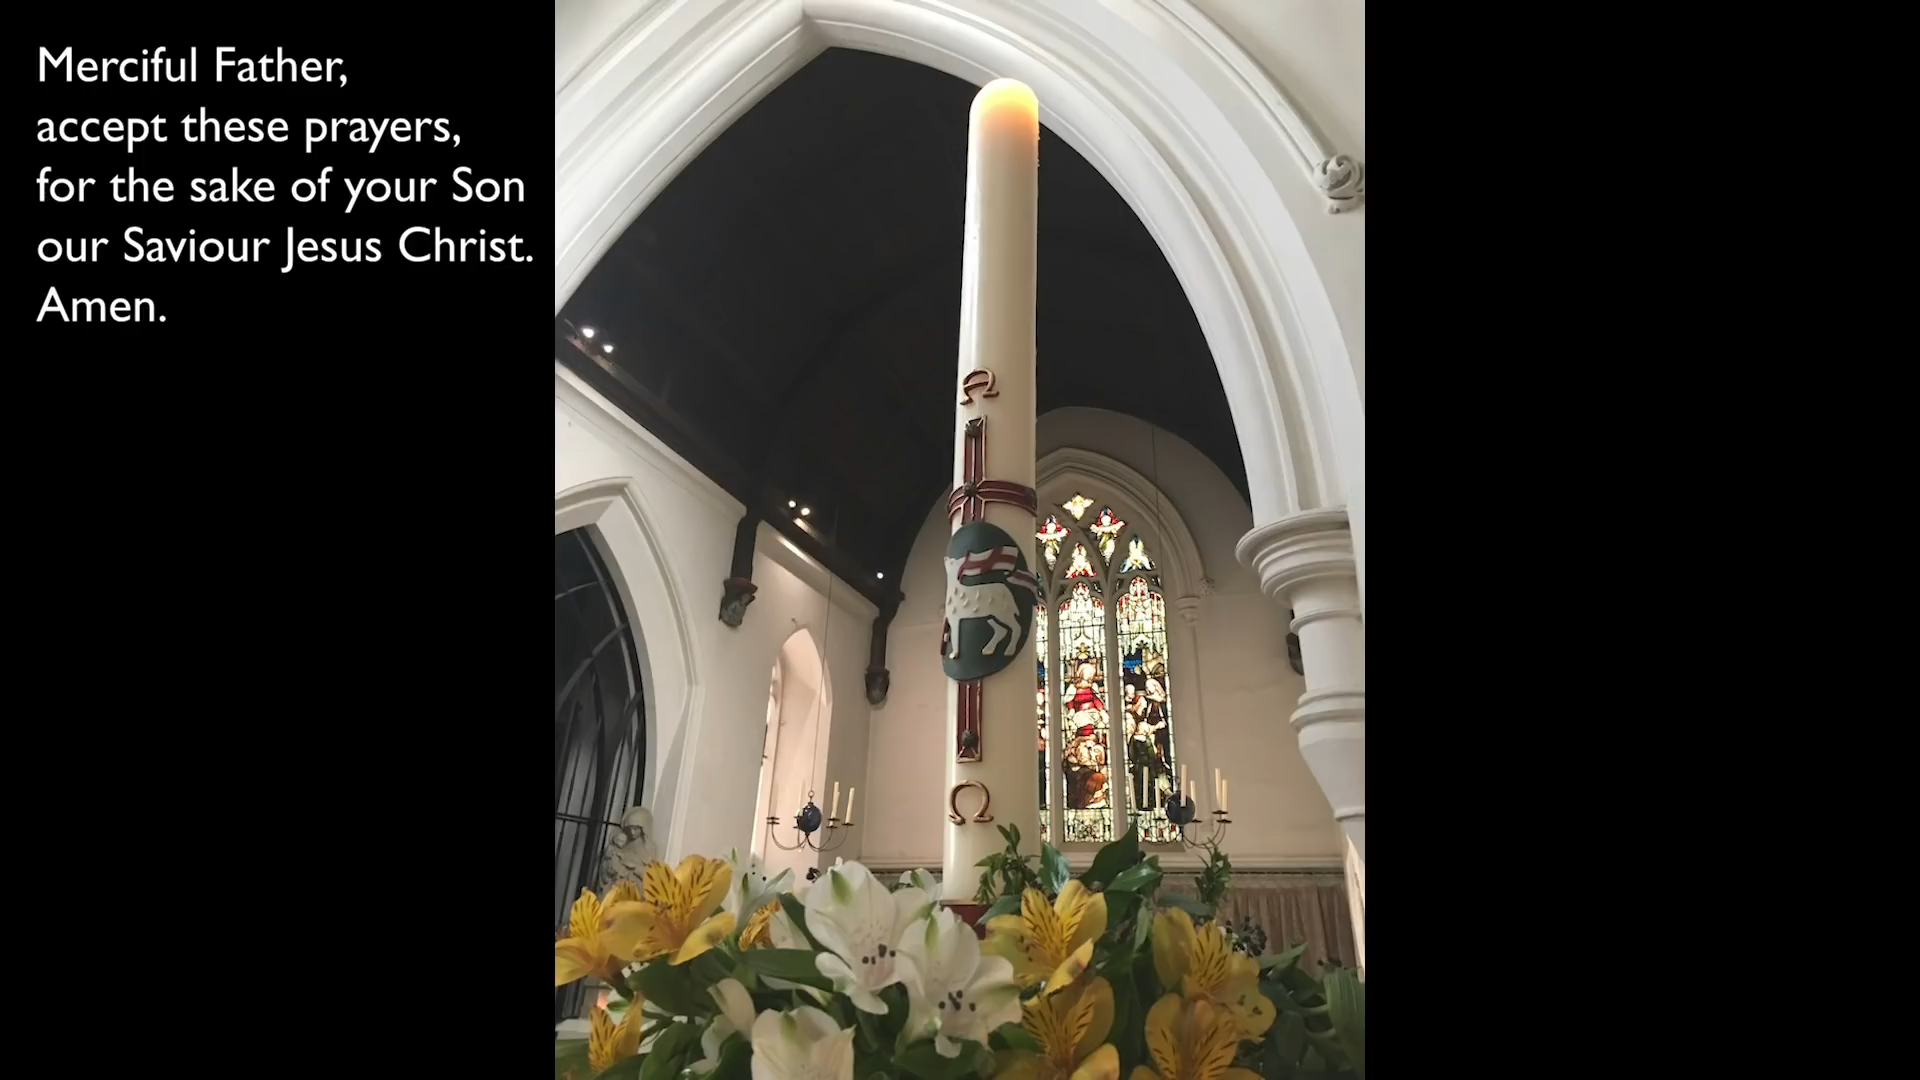 Merciful Father,
accept these prayers,
for the sake of your Son
our Saviour Jesus Christ.
Amen.
Α
Ω